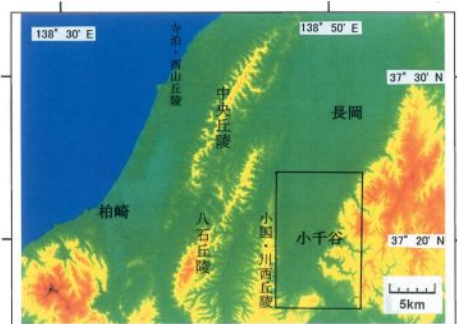 138° 30' E
138° 50' E
寺泊・西山丘陵
中央丘陵
37° 30' N
長岡
柏崎
八石丘陵
小国・川西丘陵
小千谷
37° 20' N
5km